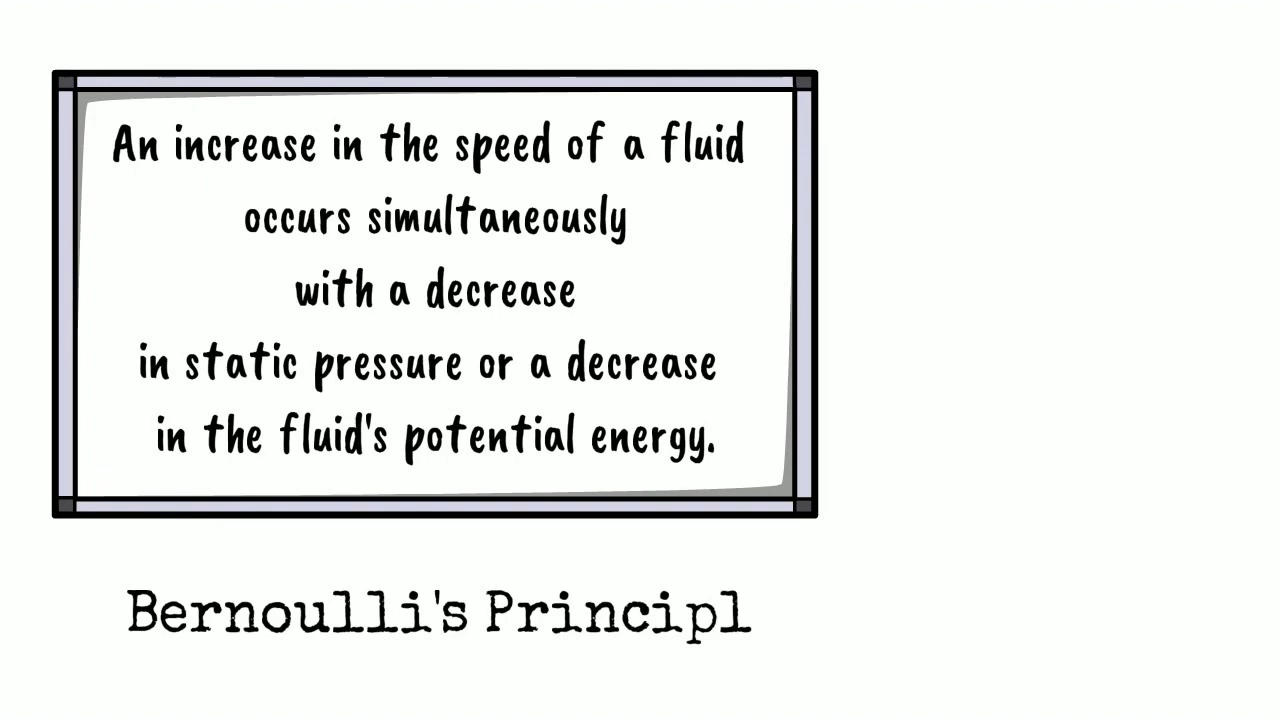 An increase in the speed of a fluid
occurs simultaneously
with a decrease
in static pressure or a decrease
in the fluid's potential energy.
Bernoulli's Principl